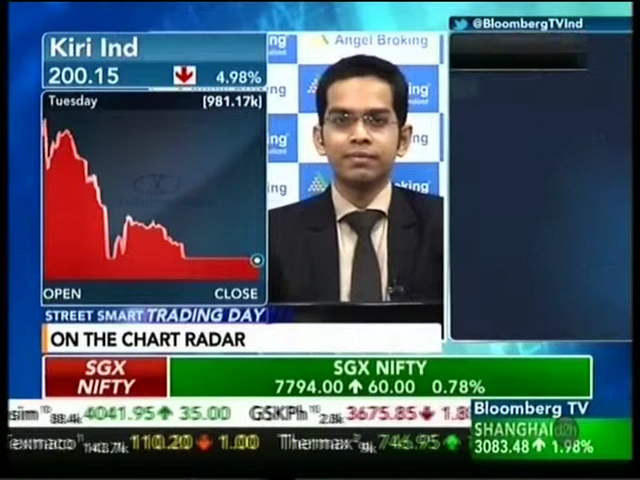 @BloombergTVInd
Kiri Ind
200.15 4.98%
Tuesday [981.17k]
OPEN CLOSE
Angel Broking
STREET SMART TRADING DAY
ON THE CHART RADAR
SGX NIFTY
SGX NIFTY
7794.00 60.00 0.78%
4041.95 35.00 GSKPh 3675.85
Bloomberg TV
SHANGHAI
3083.48 1.98%
110.20 1.00 Thermax 746.95